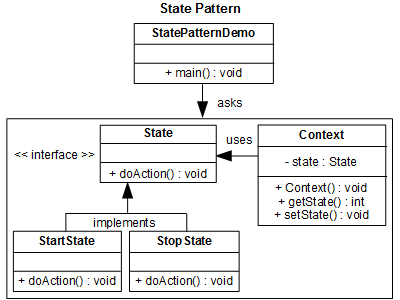 State Pattern
StatePatternDemo
+ main() : void
asks
State
<< interface >>
+ doAction() : void
uses
Context
- state : State
+ Context() : void
+ getState() : int
+ setState() : void
implements
StartState
+ doAction() : void
Stop State
+ doAction() : void